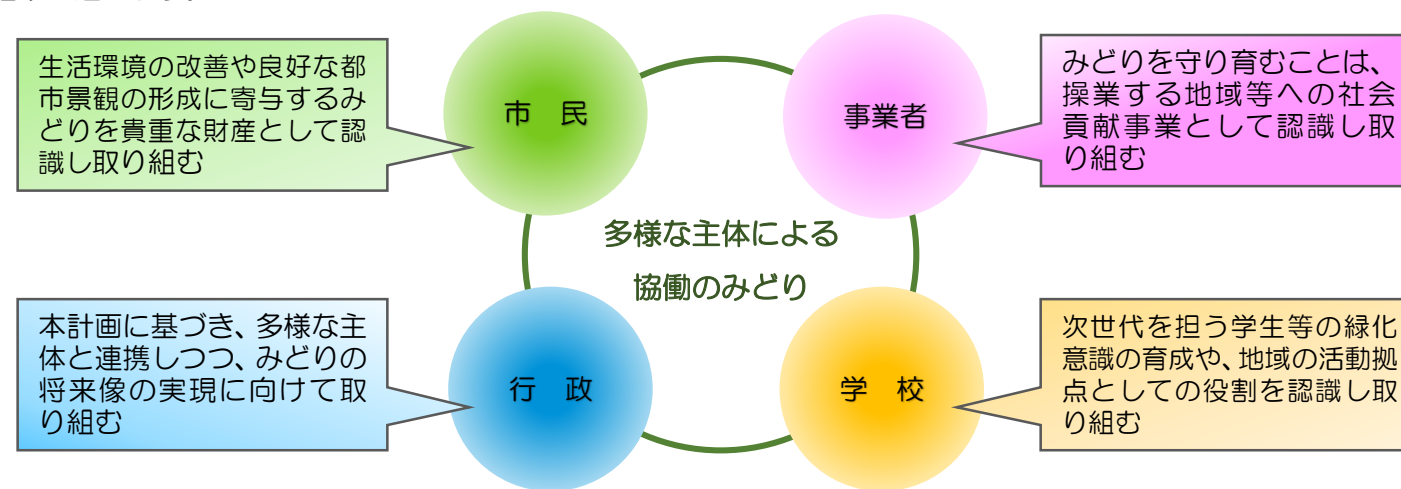 生活環境の改善や良好な都
市景観の形成に寄与するみ
どりを貴重な財産として認
識し取り組む
市 民
事業者
みどりを守り育むことは、
操業する地域等への社会
貢献事業として認識し取
り組む
多様な主体による
協働のみどり
本計画に基づき、多様な主
体と連携しつつ、みどりの
将来像の実現に向けて取
り組む
行 政
学 校
次世代を担う学生等の緑化
意識の育成や、地域の活動拠
点としての役割を認識し取
り組む